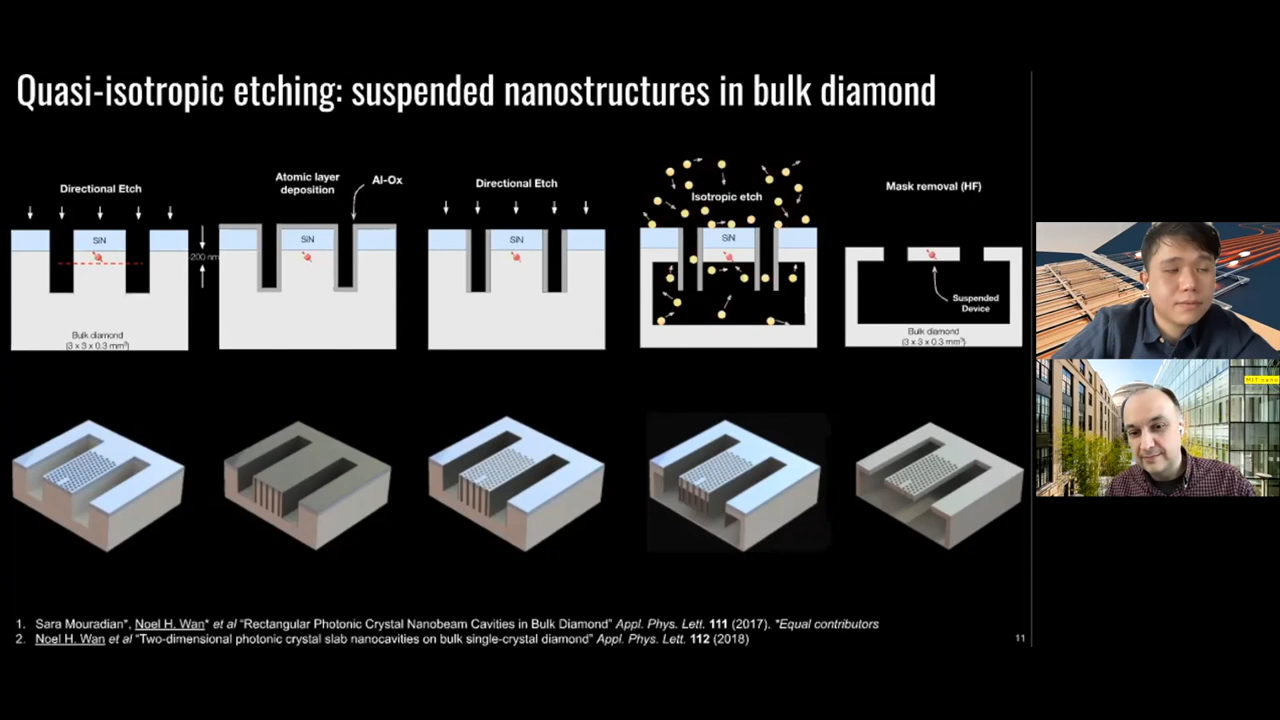 Quasi-isotropic etching: suspended nanostructures in bulk diamond
Directional Etch
SiN
200 nm
Bulk diamond
(3 x 3 x 0.3 mm³)
Atomic layer
deposition
Al-Ox
SiN
Directional Etch
SiN
Isotropic etch
SiN
Mask removal (HF)
Suspended
Device
Bulk diamond
(3 x 3 x 0.3 mm³)
MIT.nano
1. Sara Mouradian*, Noel H. Wan* et al “Rectangular Photonic Crystal Nanobeam Cavities in Bulk Diamond” Appl. Phys. Lett. 111 (2017). *Equal contributors
2. Noel H. Wan et al “Two-dimensional photonic crystal slab nanocavities on bulk single-crystal diamond” Appl. Phys. Lett. 112 (2018)
11